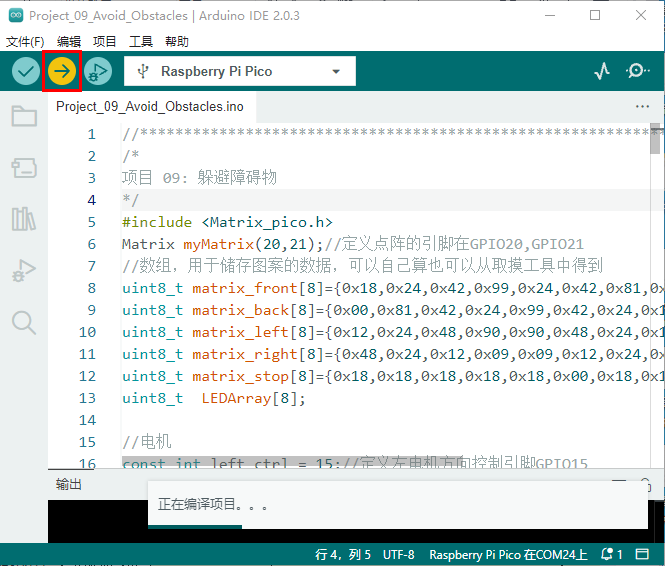 Project_09_Avoid_Obstacles | Arduino IDE 2.0.3
文件(F) 编辑 项目 工具 帮助
Raspberry Pi Pico
Project_09_Avoid_Obstacles.ino
1 //************************************************************
2 /*
3 项目 09: 躲避障碍物
4 */
5 #include <Matrix_pico.h>
6 Matrix myMatrix(20,21);//定义点阵的引脚在GPIO20,GPIO21
7 //数组，用于储存图案的数据，可以自己算也可以从取摸工具中得到
8 uint8_t matrix_front[8]={0x18,0x24,0x42,0x99,0x24,0x42,0x81,0
9 uint8_t matrix_back[8]={0x00,0x81,0x42,0x24,0x99,0x42,0x24,0x1
10 uint8_t matrix_left[8]={0x12,0x24,0x48,0x90,0x90,0x48,0x24,0x1
11 uint8_t matrix_right[8]={0x48,0x24,0x12,0x09,0x09,0x12,0x24,0
12 uint8_t matrix_stop[8]={0x18,0x18,0x18,0x18,0x18,0x00,0x18,0x1
13 uint8_t LEDArray[8];
14
15 //电机
16 const int left_ctrl = 15;//定义左电机方向控制引脚GPIO15
输出
正在编译项目。。。
行 4，列 5 UTF-8 Raspberry Pi Pico 在COM24上 1